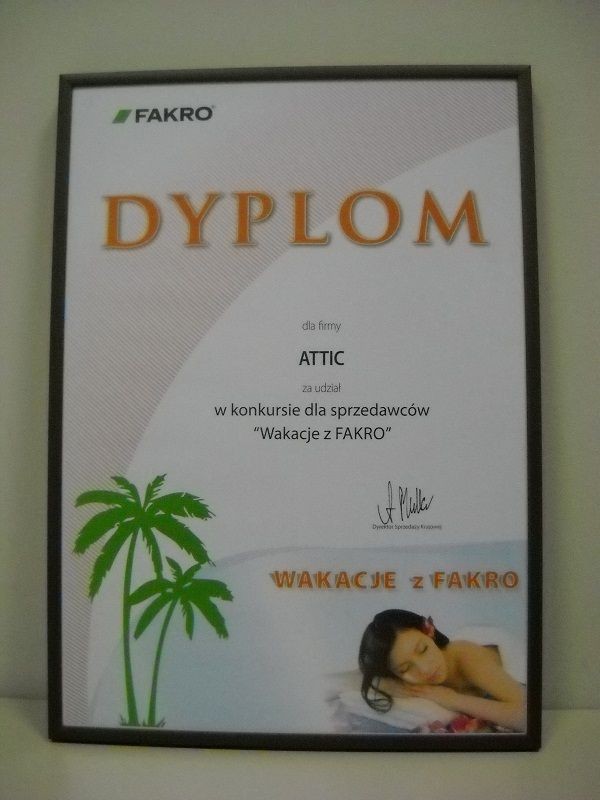 FAKRO
DYPLOM
dla firmy
ATTIC
za udział
w konkursie dla sprzedawców
“Wakacje z FAKRO”
Dyrektor Sprzedaży Krajowej
WAKACJE z FAKRO